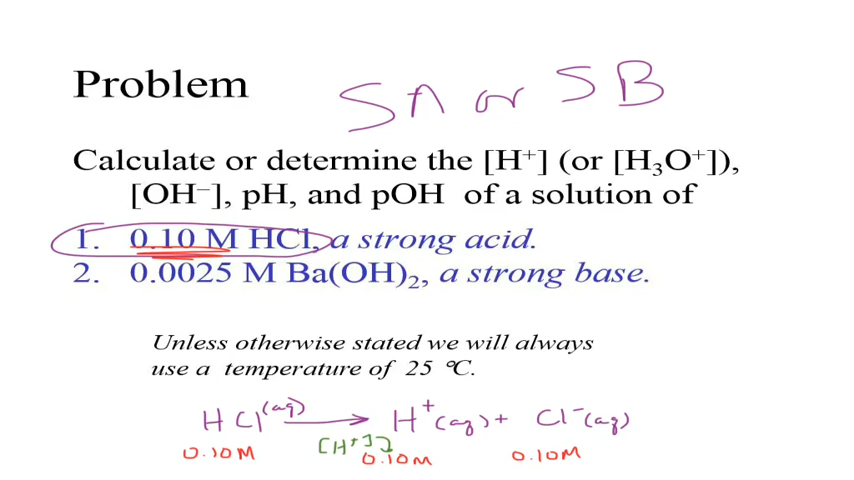 Problem
SA or SB
Calculate or determine the [H⁺] (or [H₃O⁺]),
[OH⁻], pH, and pOH of a solution of
1. 0.10 M HCl, a strong acid.
2. 0.0025 M Ba(OH)₂, a strong base.
Unless otherwise stated we will always
use a temperature of 25 °C.
HCl(aq) → H⁺(aq) + Cl⁻(aq)
0.10M [H⁺] 0.10M 0.10M